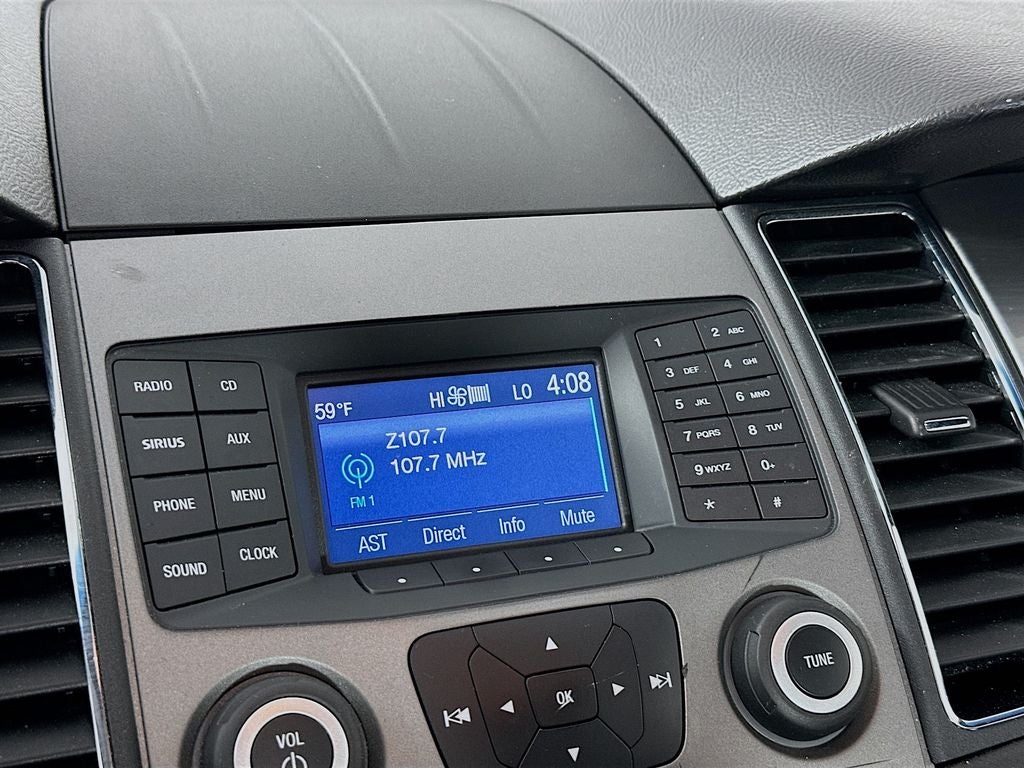 59°F HI LO 4:08
Z107.7
107.7 MHz
FM 1
AST Direct Info Mute
RADIO CD
SIRIUS AUX
PHONE MENU
SOUND CLOCK
1 2 ABC
3 DEF 4 GHI
5 JKL 6 MNO
7 PQRS 8 TUV
9 WXYZ 0+
* #
OK
VOL
TUNE